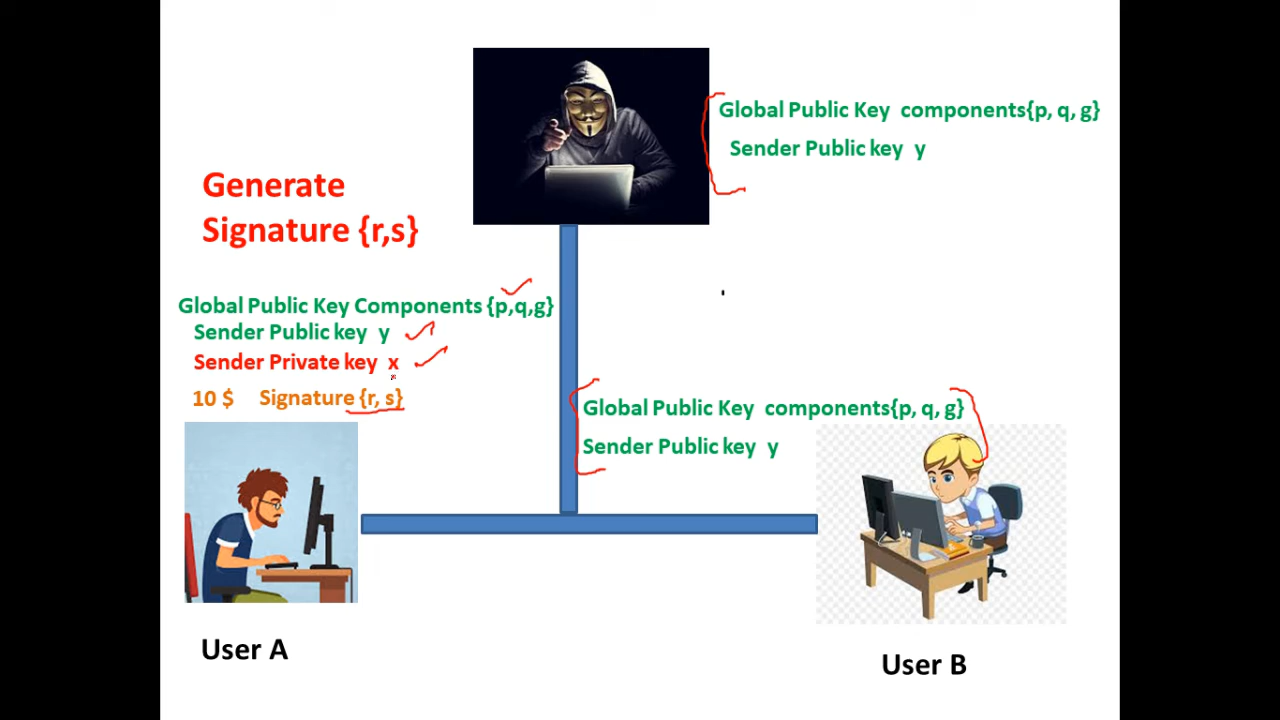 Global Public Key components{p, q, g}
Sender Public key y
Generate
Signature {r,s}
Global Public Key Components {p,q,g}
Sender Public key y
Sender Private key x
10 $ Signature {r, s}
Global Public Key components{p, q, g}
Sender Public key y
User A
User B